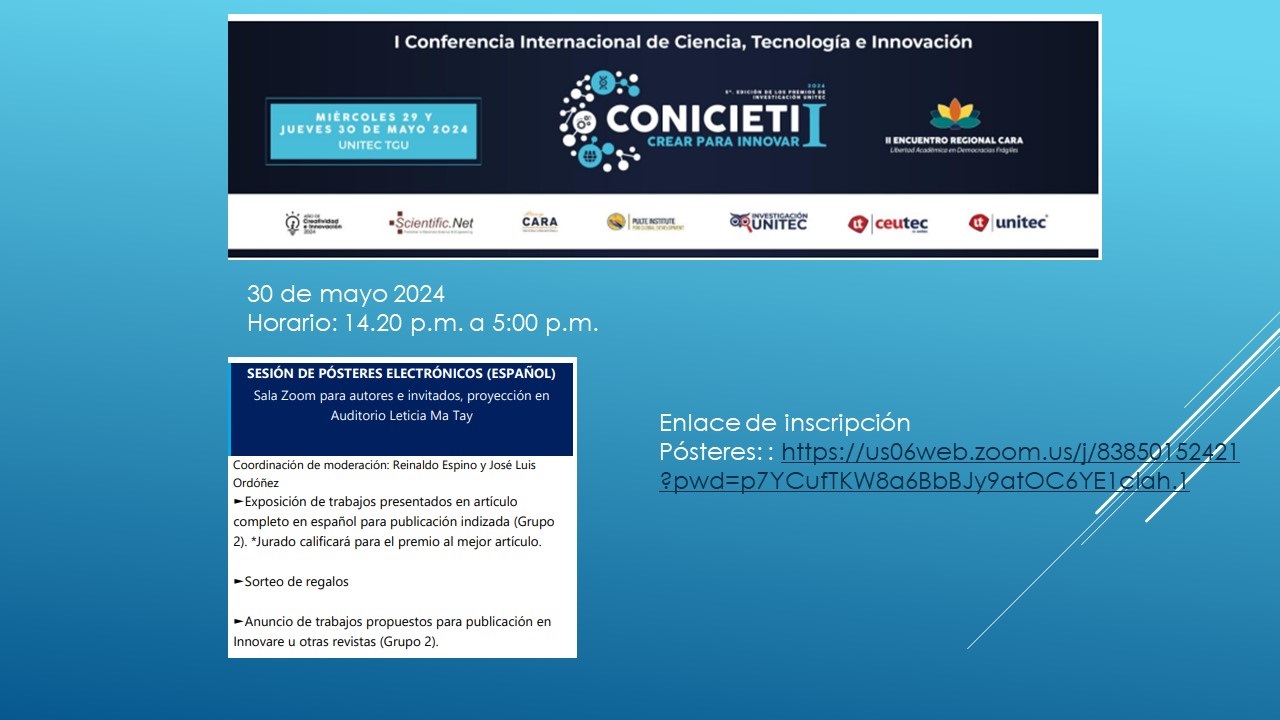 I Conferencia Internacional de Ciencia, Tecnología e Innovación
MIÉRCOLES 29 Y
JUEVES 30 DE MAYO 2024
UNITEC TGU
2024
INVESTIGACIÓN UNITEC
CONICIETI I
CREAR PARA INNOVAR
II ENCUENTRO REGIONAL CARA
Libertad Académica en Democracias Frágiles
AÑO DE
Creatividad
e Innovación
2024
Scientific.Net
CARA
PULTE INSTITUTE
FOR GLOBAL DEVELOPMENT
INVESTIGACIÓN
UNITEC
ceutec
unitec
30 de mayo 2024
Horario: 14.20 p.m. a 5:00 p.m.
SESIÓN DE PÓSTERES ELECTRÓNICOS (ESPAÑOL)
Sala Zoom para autores e invitados, proyección en
Auditorio Leticia Ma Tay
Coordinación de moderación: Reinaldo Espino y José Luis
Ordóñez
►Exposición de trabajos presentados en artículo
completo en español para publicación indizada (Grupo
2). *Jurado calificará para el premio al mejor artículo.
►Sorteo de regalos
►Anuncio de trabajos propuestos para publicación en
Innovare u otras revistas (Grupo 2).
Enlace de inscripción
Pósteres: : https://us06web.zoom.us/j/83850152421
?pwd=p7YCufTKW8a6BbBJy9atOC6YE1clah.1